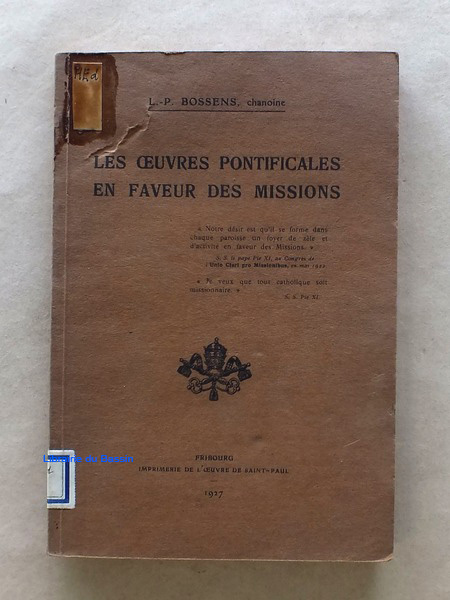 L.-P. BOSSENS, chanoine
LES ŒUVRES PONTIFICALES
EN FAVEUR DES MISSIONS
« Notre désir est qu'il se forme dans
chaque paroisse un foyer de zèle et
d'activité en faveur des Missions. »
S. S. le pape Pie XI, au Congrès de
l'Unio Cleri pro Missionibus, en mai 1922
« Je veux que tout catholique soit
missionnaire. »
S. S. Pie XI.
FRIBOURG
IMPRIMERIE DE L'ŒUVRE DE SAINT-PAUL
1927